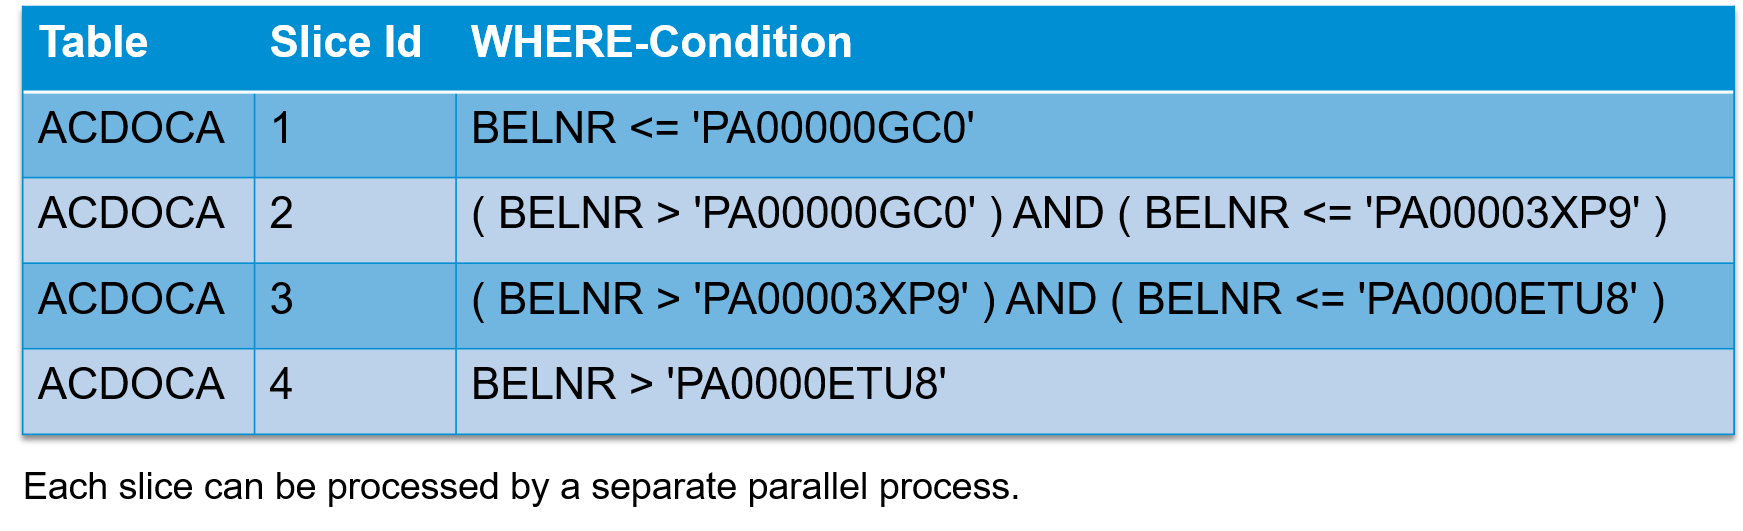 Table Slice Id WHERE-Condition
ACDOCA 1 BELNR <= 'PA00000GC0'
ACDOCA 2 ( BELNR > 'PA00000GC0' ) AND ( BELNR <= 'PA00003XP9' )
ACDOCA 3 ( BELNR > 'PA00003XP9' ) AND ( BELNR <= 'PA0000ETU8' )
ACDOCA 4 BELNR > 'PA0000ETU8'
Each slice can be processed by a separate parallel process.